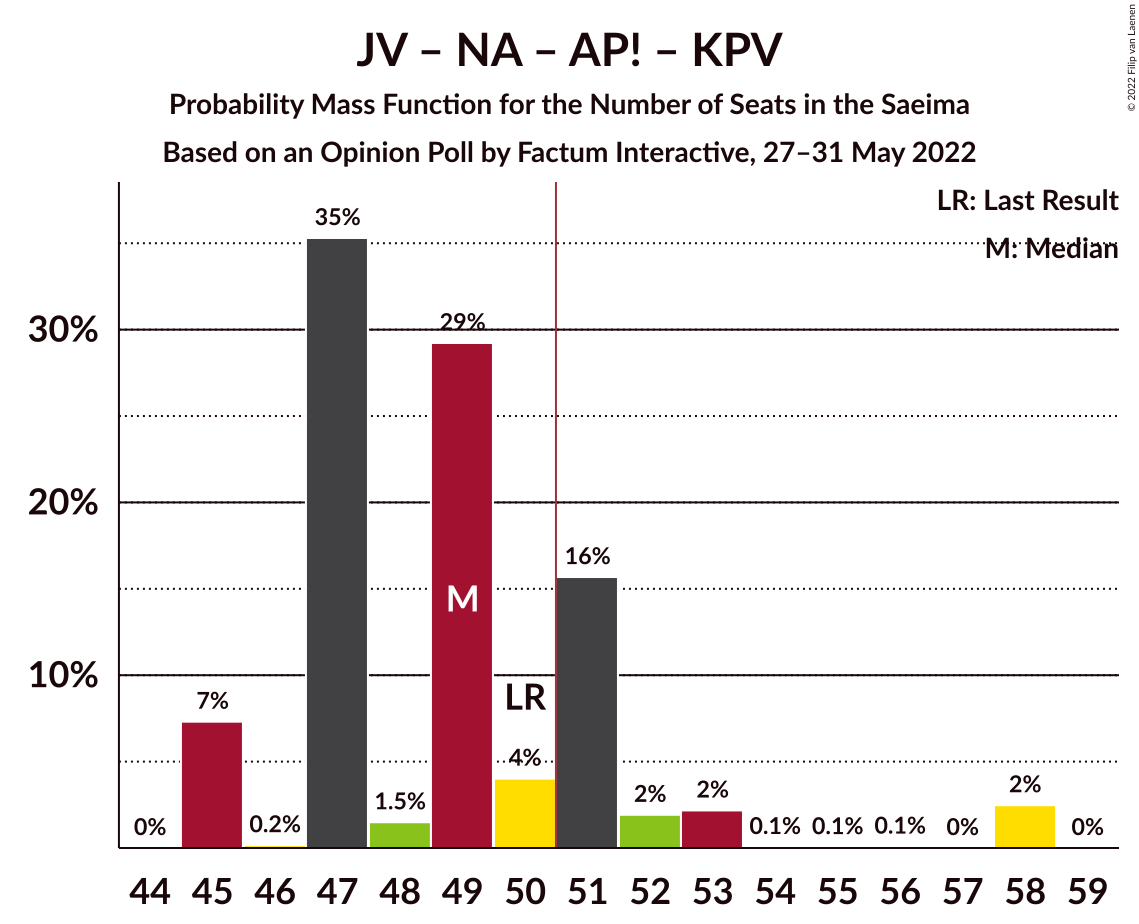 JV – NA – AP! – KPV
Probability Mass Function for the Number of Seats in the Saeima
Based on an Opinion Poll by Factum Interactive, 27–31 May 2022
© 2022 Filip van Laenen
LR: Last Result
M: Median
35%
30%
29%
20%
16%
M
10%
LR
7%
4%
0%
0.2%
1.5%
2%
2%
0.1%
0.1%
0.1%
0%
2%
0%
44 45 46 47 48 49 50 51 52 53 54 55 56 57 58 59